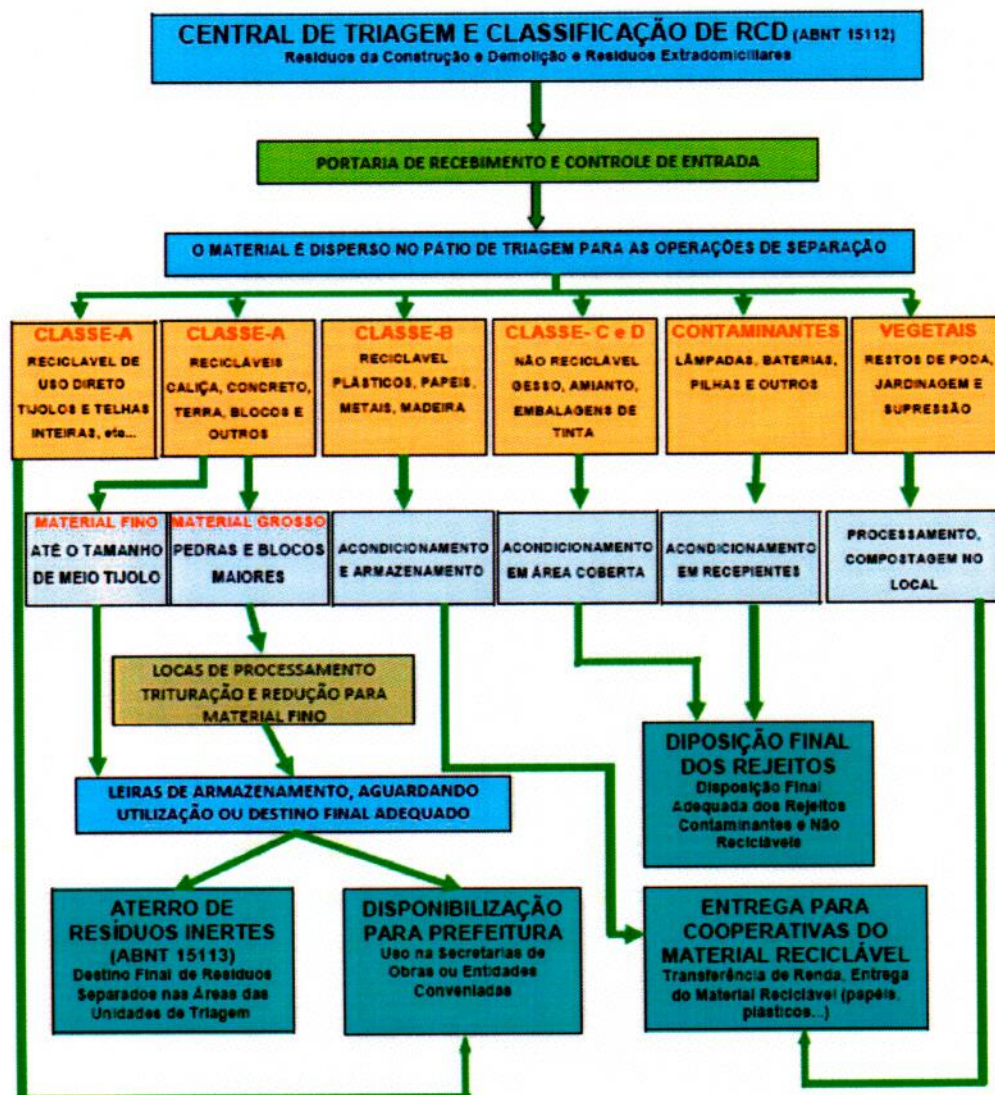 CENTRAL DE TRIAGEM E CLASSIFICAÇÃO DE RCD (ABNT 15112)
Resíduos da Construção e Demolição e Resíduos Extradomiciliares
PORTARIA DE RECEBIMENTO E CONTROLE DE ENTRADA
O MATERIAL É DISPERSO NO PÁTIO DE TRIAGEM PARA AS OPERAÇÕES DE SEPARAÇÃO
CLASSE-A
RECICLAVEL DE
USO DIRETO
TIJOLOS E TELHAS
INTEIRAS, etc...
CLASSE-A
RECICLÁVEIS
CALIÇA, CONCRETO,
TERRA, BLOCOS E
OUTROS
CLASSE-B
RECICLAVEL
PLÁSTICOS, PAPEIS,
METAIS, MADEIRA
CLASSE- C e D
NÃO RECICLÁVEL
GESSO, AMIANTO,
EMBALAGENS DE
TINTA
CONTAMINANTES
LÂMPADAS, BATERIAS,
PILHAS E OUTROS
VEGETAIS
RESTOS DE PODA,
JARDINAGEM E
SUPRESSÃO
MATERIAL FINO
ATÉ O TAMANHO
DE MEIO TIJOLO
MATERIAL GROSSO
PEDRAS E BLOCOS
MAIORES
ACONDICIONAMENTO
E ARMAZENAMENTO
ACONDICIONAMENTO
EM ÁREA COBERTA
ACONDICIONAMENTO
EM RECEPIENTES
PROCESSAMENTO,
COMPOSTAGEM NO
LOCAL
LOCAS DE PROCESSAMENTO
TRITURAÇÃO E REDUÇÃO PARA
MATERIAL FINO
DIPOSIÇÃO FINAL
DOS REJEITOS
Disposição Final
Adequada dos Rejeitos
Contaminantes e Não
Recicláveis
LEIRAS DE ARMAZENAMENTO, AGUARDANDO
UTILIZAÇÃO OU DESTINO FINAL ADEQUADO
ATERRO DE
RESÍDUOS INERTES
(ABNT 15113)
Destino Final de Resíduos
Separados nas Áreas das
Unidades de Triagem
DISPONIBILIZAÇÃO
PARA PREFEITURA
Uso na Secretarias de
Obras ou Entidades
Conveniadas
ENTREGA PARA
COOPERATIVAS DO
MATERIAL RECICLÁVEL
Transferência de Renda, Entrega
do Material Reciclável (papéis,
plásticos...)